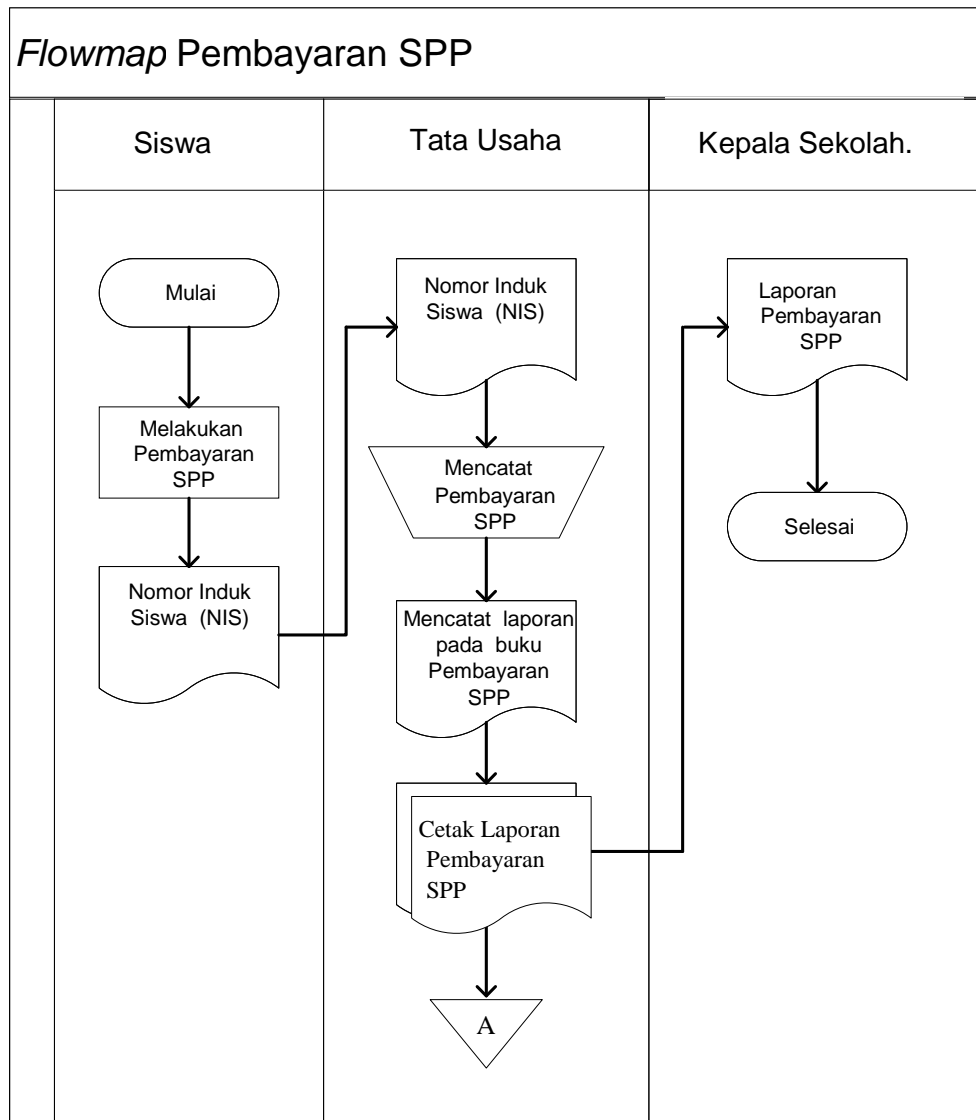 Flowmap Pembayaran SPP
Siswa
Tata Usaha
Kepala Sekolah.
Mulai
Melakukan
Pembayaran
SPP
Nomor Induk
Siswa (NIS)
Nomor Induk
Siswa (NIS)
Mencatat
Pembayaran
SPP
Mencatat laporan
pada buku
Pembayaran
SPP
Cetak Laporan
Pembayaran
SPP
A
Laporan
Pembayaran
SPP
Selesai